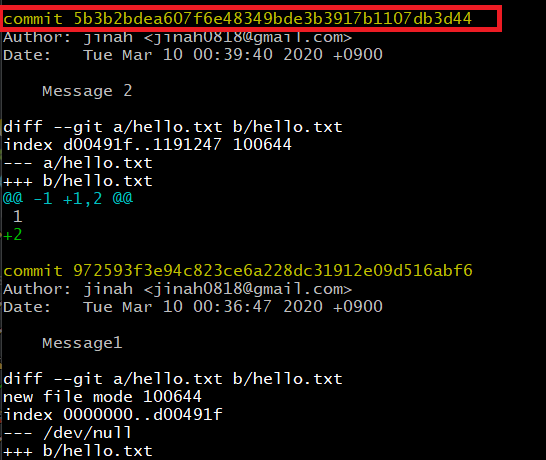 commit 5b3b2bdea607f6e48349bde3b3917b1107db3d44
Author: jinah <jinah0818@gmail.com>
Date:   Tue Mar 10 00:39:40 2020 +0900
    Message 2
diff --git a/hello.txt b/hello.txt
index d00491f..1191247 100644
--- a/hello.txt
+++ b/hello.txt
@@ -1 +1,2 @@
 1
+2
commit 972593f3e94c823ce6a228dc31912e09d516abf6
Author: jinah <jinah0818@gmail.com>
Date:   Tue Mar 10 00:36:47 2020 +0900
    Message1
diff --git a/hello.txt b/hello.txt
new file mode 100644
index 0000000..d00491f
--- /dev/null
+++ b/hello.txt